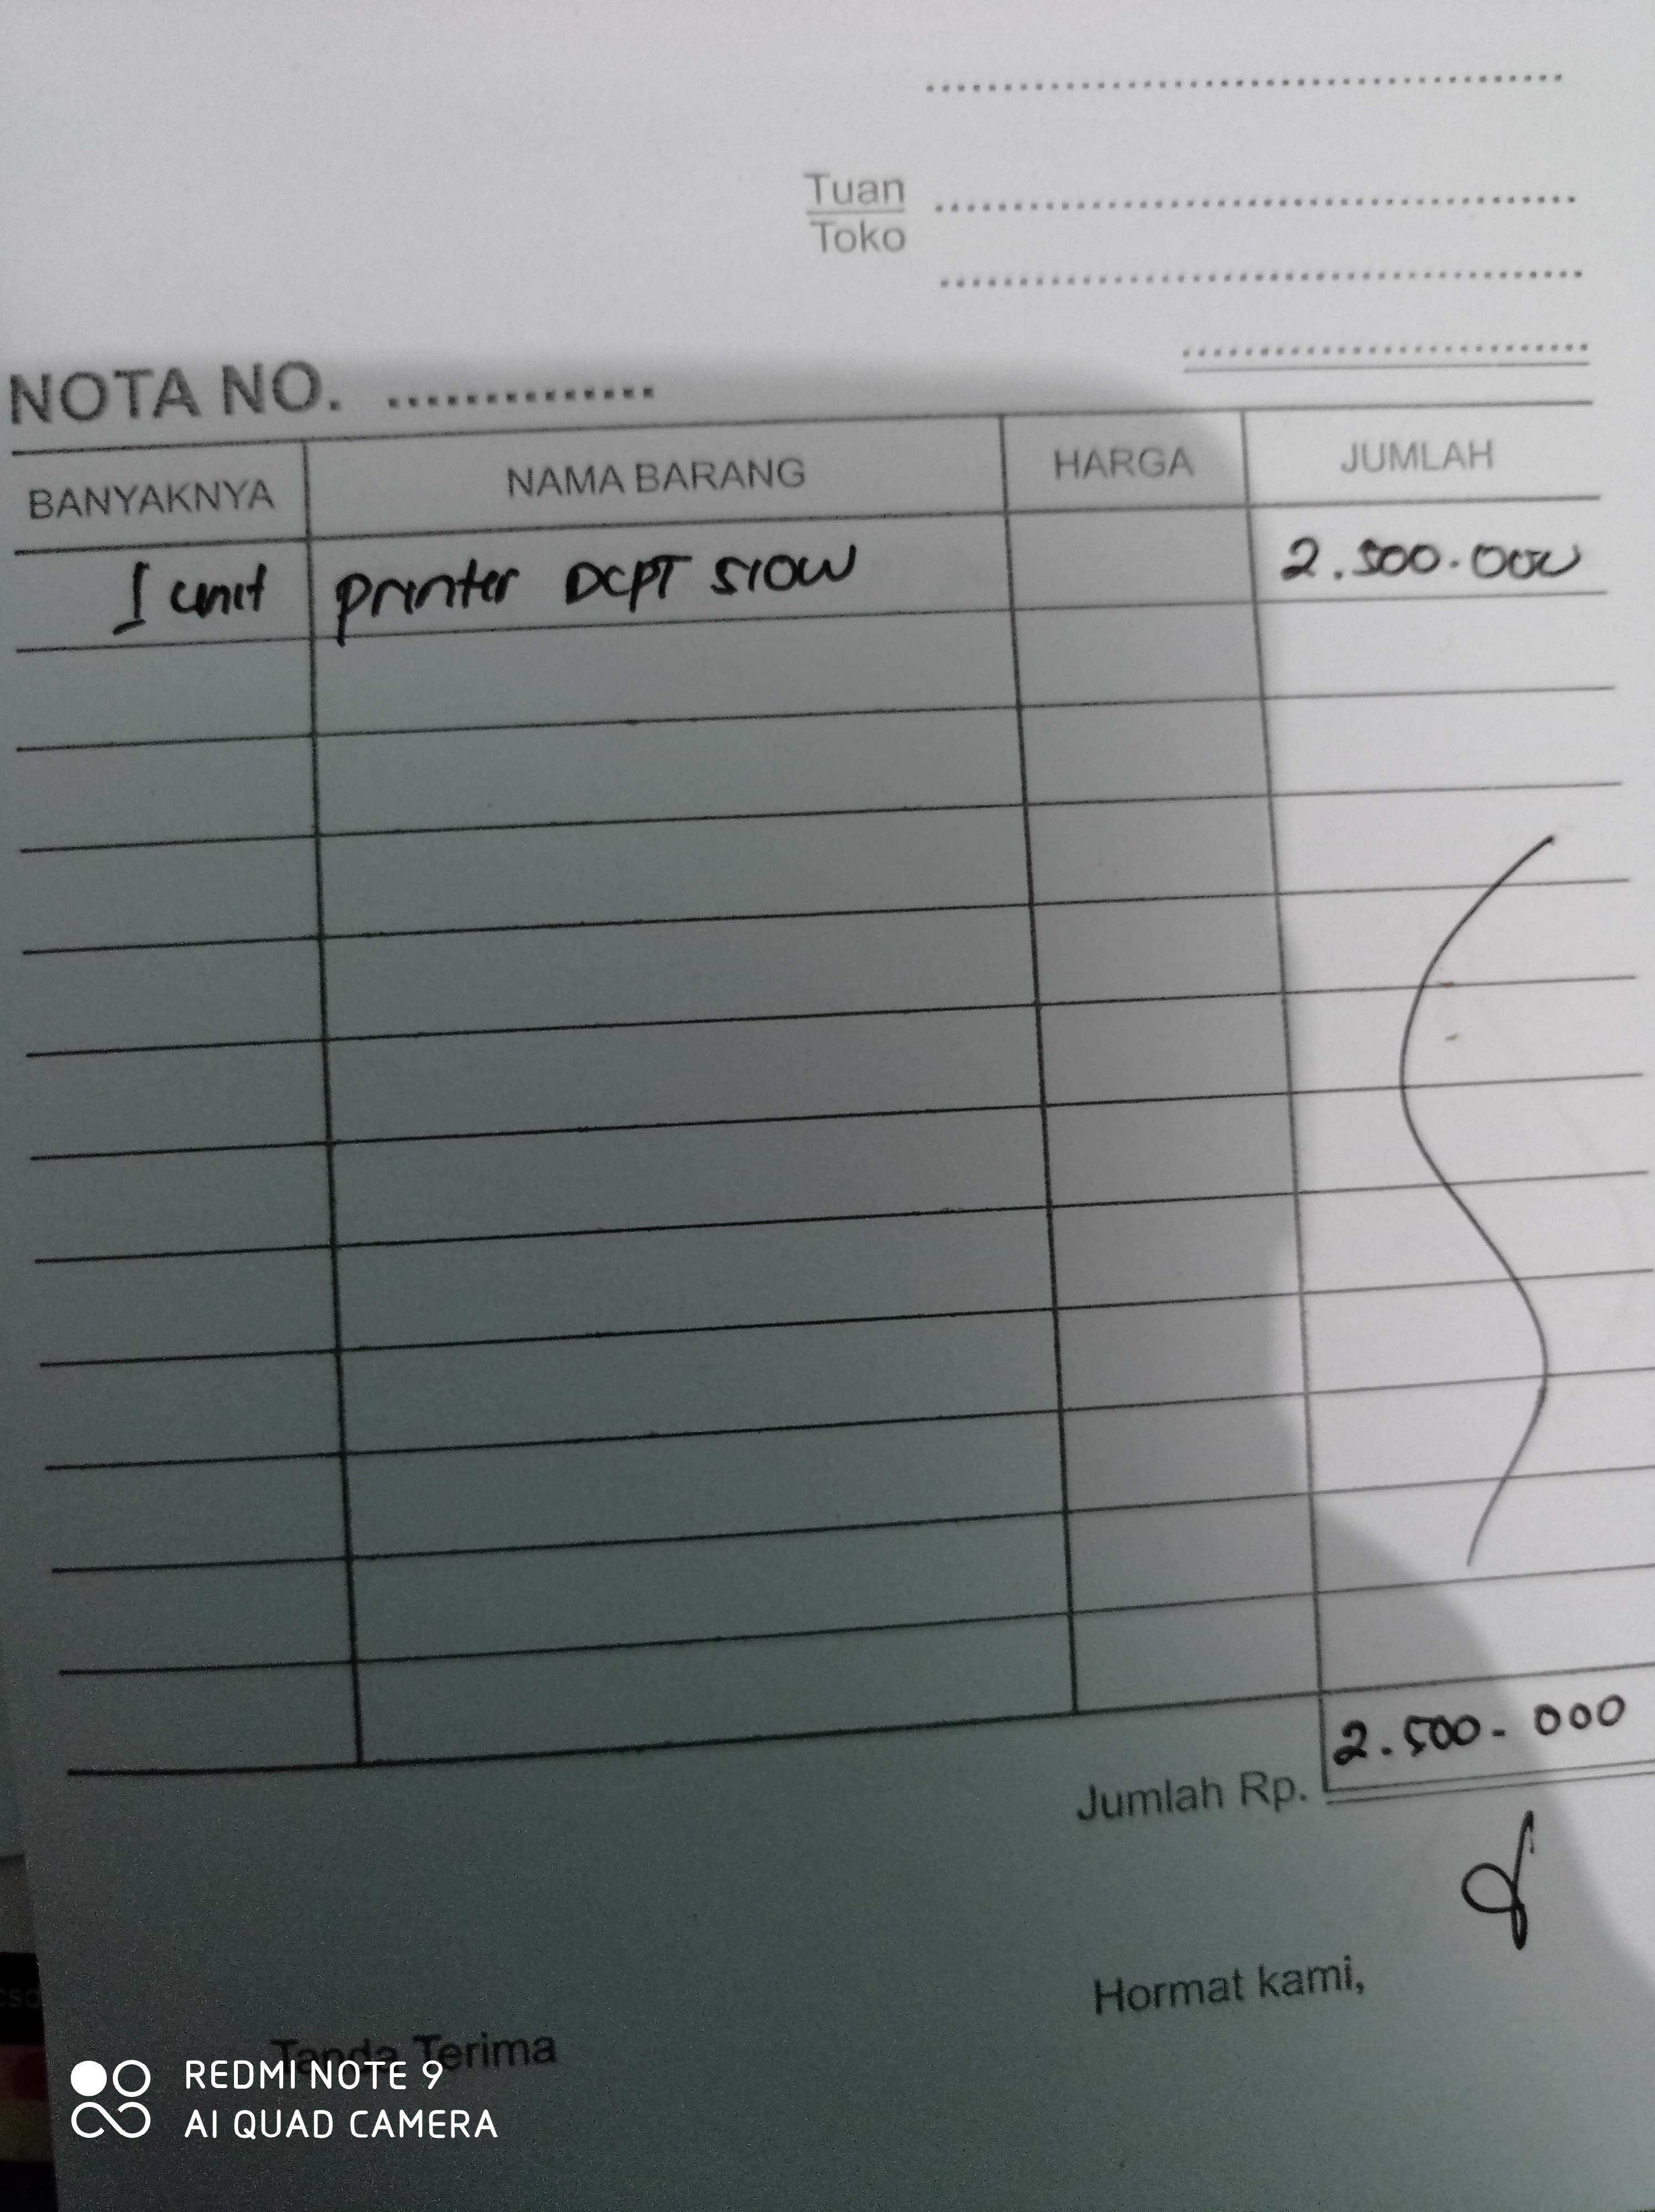 Tuan
Toko
NOTA NO. ..............
BANYAKNYA NAMA BARANG HARGA JUMLAH
1 unit printer DCPT 510W 2.500.000
Jumlah Rp. 2.500.000
Hormat kami,
Tanda Terima
REDMI NOTE 9
AI QUAD CAMERA